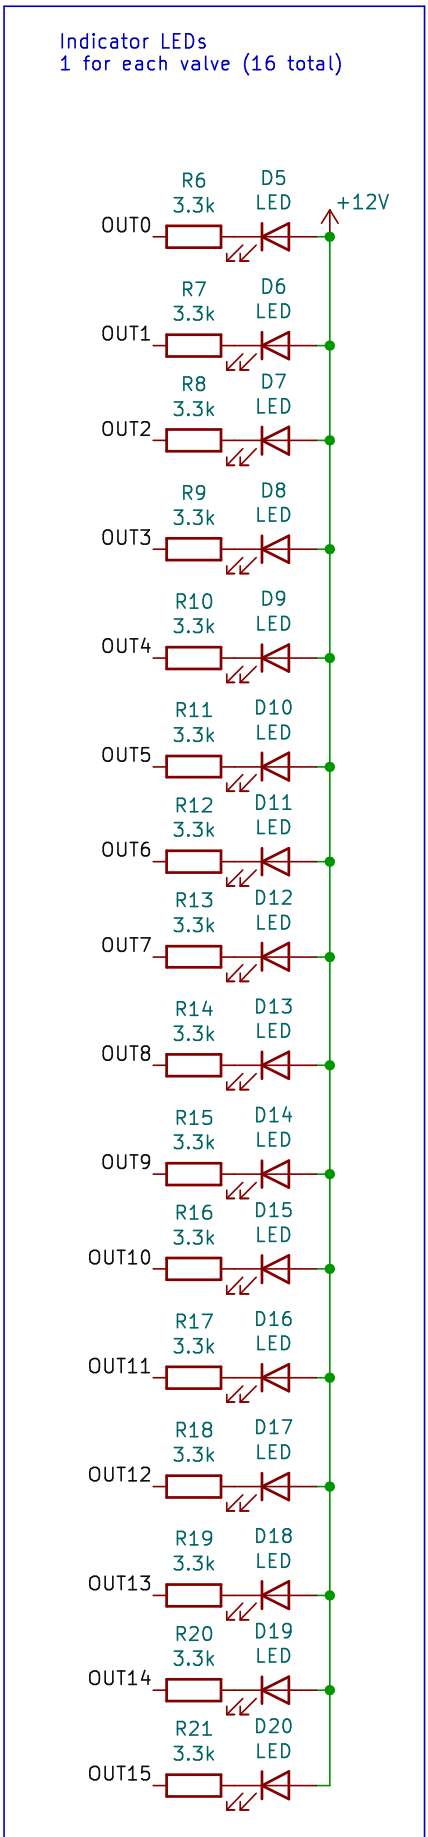 Indicator LEDs
1 for each valve (16 total)
R6 D5
3.3k LED +12V
OUT0
R7 D6
3.3k LED
OUT1
R8 D7
3.3k LED
OUT2
R9 D8
3.3k LED
OUT3
R10 D9
3.3k LED
OUT4
R11 D10
3.3k LED
OUT5
R12 D11
3.3k LED
OUT6
R13 D12
3.3k LED
OUT7
R14 D13
3.3k LED
OUT8
R15 D14
3.3k LED
OUT9
R16 D15
3.3k LED
OUT10
R17 D16
3.3k LED
OUT11
R18 D17
3.3k LED
OUT12
R19 D18
3.3k LED
OUT13
R20 D19
3.3k LED
OUT14
R21 D20
3.3k LED
OUT15